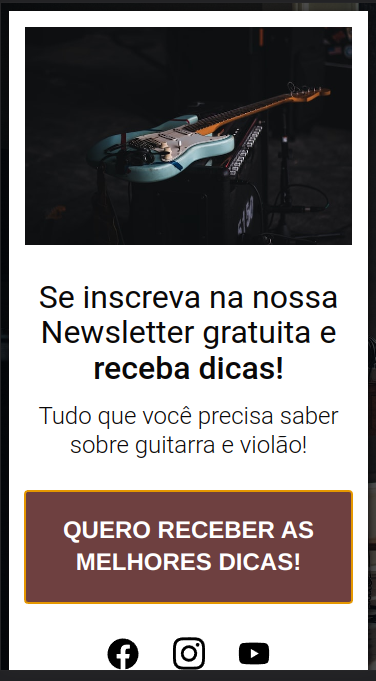 Se inscreva na nossa
Newsletter gratuita e
receba dicas!
Tudo que você precisa saber
sobre guitarra e violão!
QUERO RECEBER AS
MELHORES DICAS!